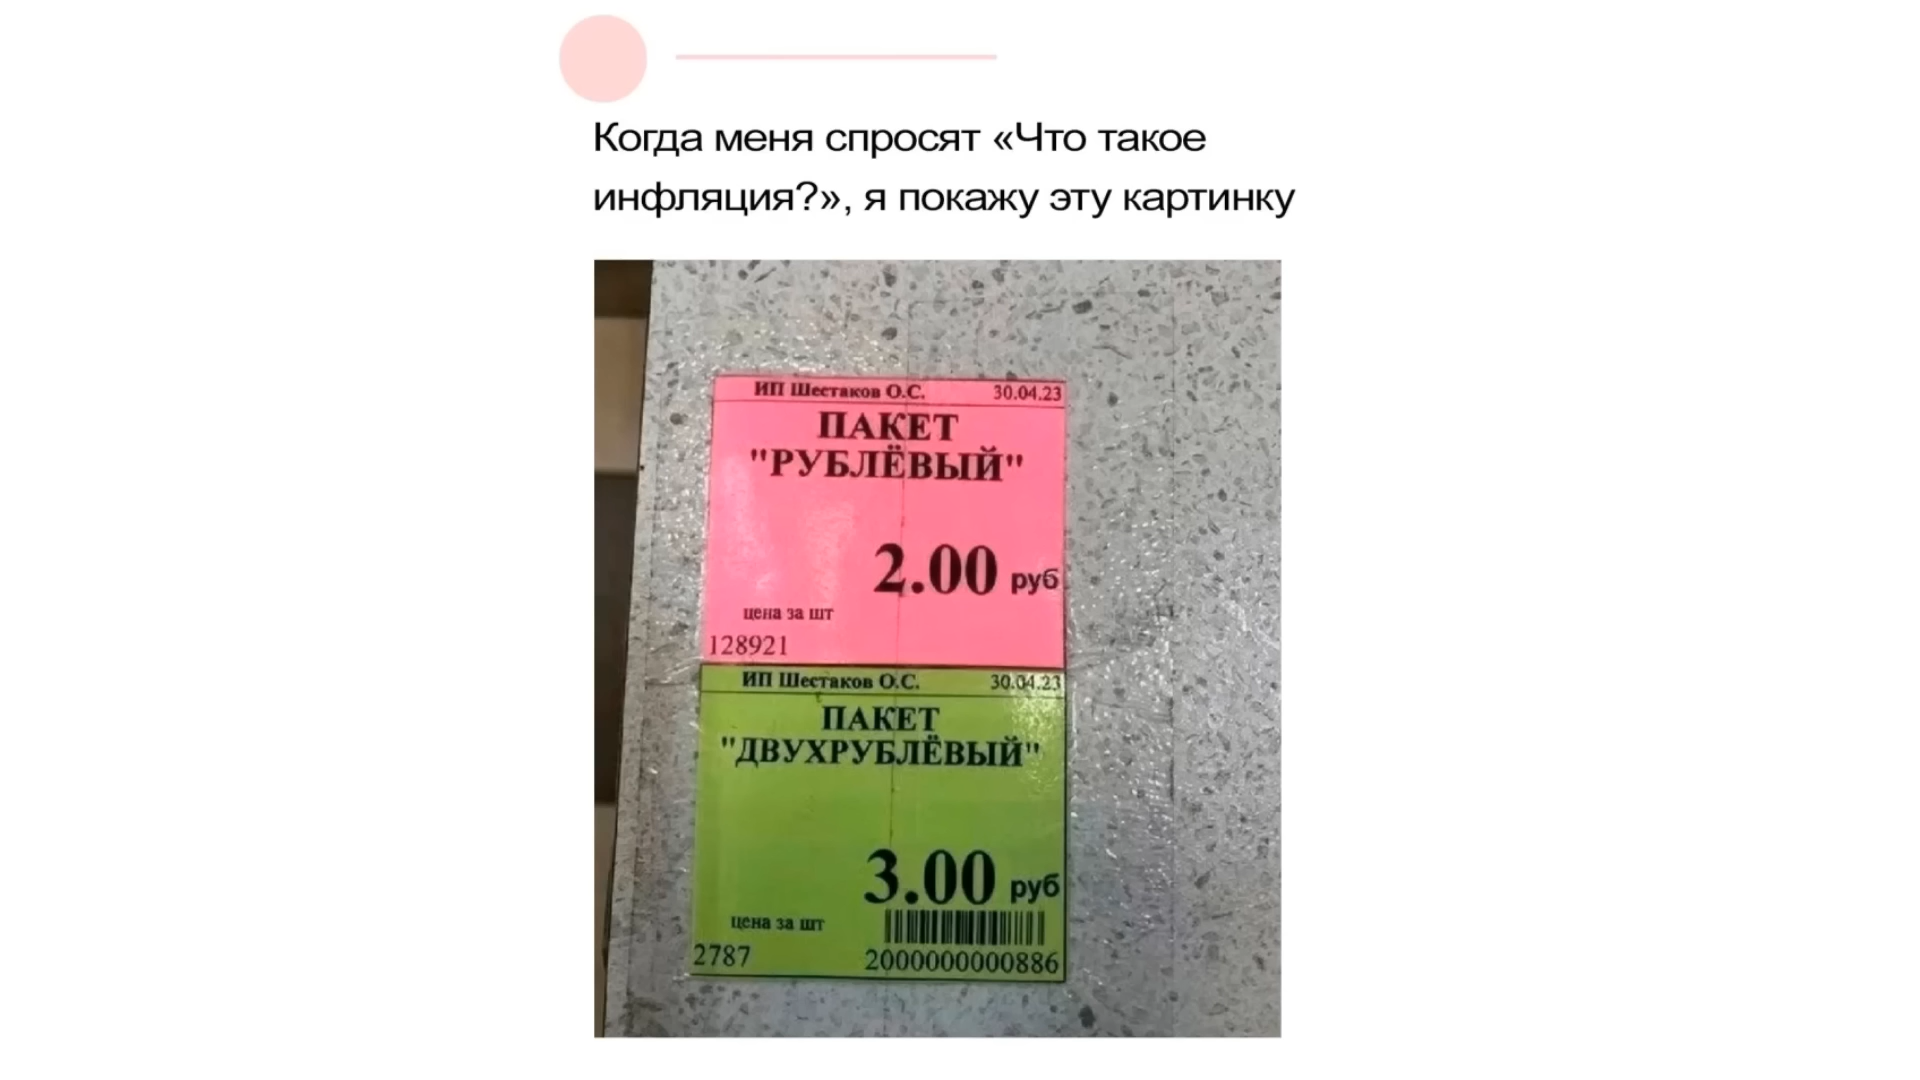 Когда меня спросят «Что такое
инфляция?», я покажу эту картинку
ИП Шестаков О.С. 30.04.23
ПАКЕТ
"РУБЛЁВЫЙ"
2.00 руб
цена за шт
128921
ИП Шестаков О.С. 30.04.23
ПАКЕТ
"ДВУХРУБЛЁВЫЙ"
3.00 руб
цена за шт
2787 2000000000886